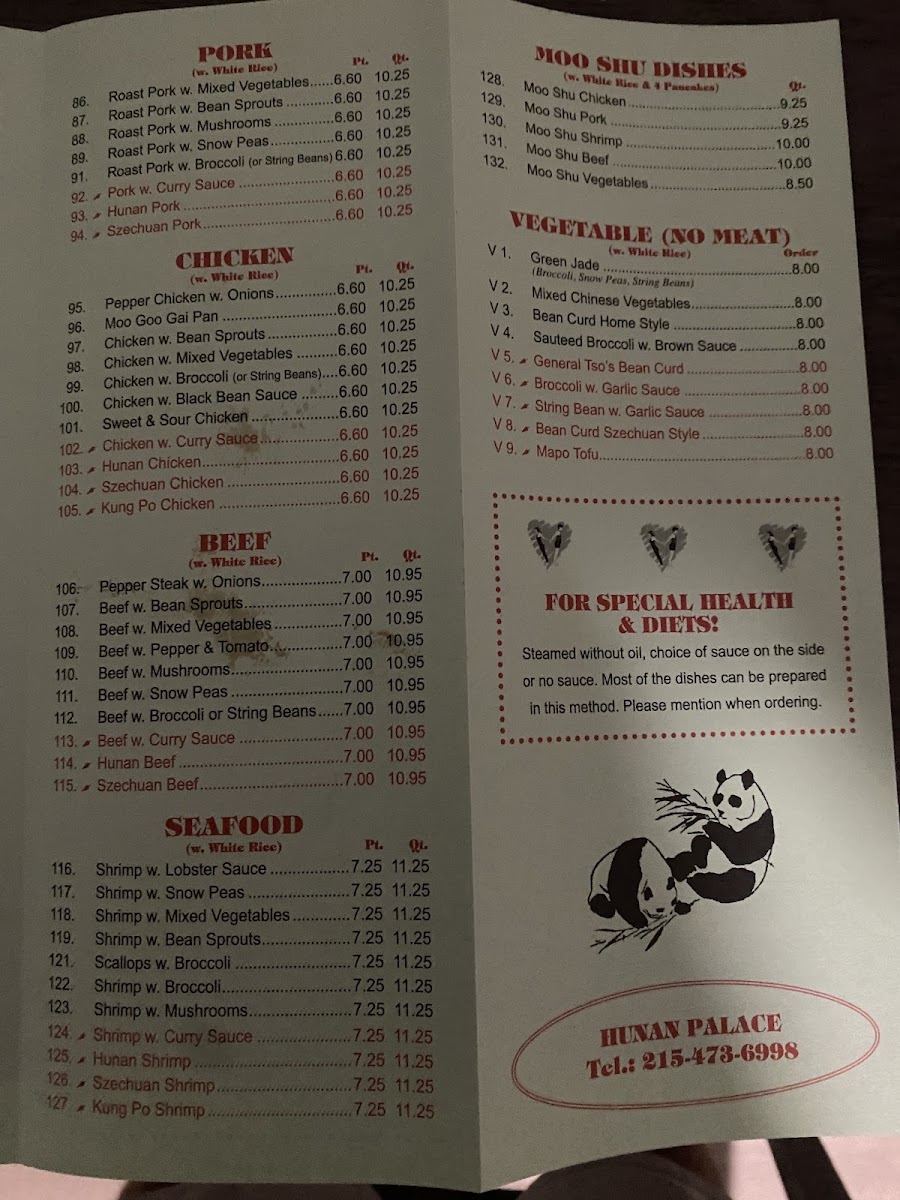 PORK
(w. White Rice) Pt. Qt.
86. Roast Pork w. Mixed Vegetables......6.60 10.25
87. Roast Pork w. Bean Sprouts ............6.60 10.25
88. Roast Pork w. Mushrooms ..............6.60 10.25
89. Roast Pork w. Snow Peas...............6.60 10.25
91. Roast Pork w. Broccoli (or String Beans) 6.60 10.25
92. Pork w. Curry Sauce .....................6.60 10.25
93. Hunan Pork .................................6.60 10.25
94. Szechuan Pork.............................6.60 10.25
CHICKEN
(w. White Rice) Pt. Qt.
95. Pepper Chicken w. Onions.............6.60 10.25
96. Moo Goo Gai Pan ........................6.60 10.25
97. Chicken w. Bean Sprouts ...............6.60 10.25
98. Chicken w. Mixed Vegetables .........6.60 10.25
99. Chicken w. Broccoli (or String Beans)....6.60 10.25
100. Chicken w. Black Bean Sauce ........6.60 10.25
101. Sweet & Sour Chicken ..................6.60 10.25
102. Chicken w. Curry Sauce.................6.60 10.25
103. Hunan Chicken.............................6.60 10.25
104. Szechuan Chicken ........................6.60 10.25
105. Kung Po Chicken ..........................6.60 10.25
BEEF
(w. White Rice) Pt. Qt.
106. Pepper Steak w. Onions..................7.00 10.95
107. Beef w. Bean Sprouts......................7.00 10.95
108. Beef w. Mixed Vegetables ...............7.00 10.95
109. Beef w. Pepper & Tomato................7.00 10.95
110. Beef w. Mushrooms........................7.00 10.95
111. Beef w. Snow Peas ........................7.00 10.95
112. Beef w. Broccoli or String Beans......7.00 10.95
113. Beef w. Curry Sauce ......................7.00 10.95
114. Hunan Beef ...................................7.00 10.95
115. Szechuan Beef...............................7.00 10.95
SEAFOOD
(w. White Rice) Pt. Qt.
116. Shrimp w. Lobster Sauce .................7.25 11.25
117. Shrimp w. Snow Peas ......................7.25 11.25
118. Shrimp w. Mixed Vegetables ............7.25 11.25
119. Shrimp w. Bean Sprouts...................7.25 11.25
121. Scallops w. Broccoli .........................7.25 11.25
122. Shrimp w. Broccoli............................7.25 11.25
123. Shrimp w. Mushrooms......................7.25 11.25
124. Shrimp w. Curry Sauce ....................7.25 11.25
125. Hunan Shrimp .................................7.25 11.25
126. Szechuan Shrimp.............................7.25 11.25
127 Kung Po Shrimp ..............................7.25 11.25
MOO SHU DISHES
(w. White Rice & 4 Pancakes) Qt.
128. Moo Shu Chicken ..............................9.25
129. Moo Shu Pork ...................................9.25
130. Moo Shu Shrimp ..............................10.00
131. Moo Shu Beef ..................................10.00
132. Moo Shu Vegetables..........................8.50
VEGETABLE (NO MEAT)
(w. White Rice) Order
V 1. Green Jade .......................................8.00
(Broccoli, Snow Peas, String Beans)
V 2. Mixed Chinese Vegetables......................8.00
V 3. Bean Curd Home Style ..........................8.00
V 4. Sauteed Broccoli w. Brown Sauce ..............8.00
V 5. General Tso's Bean Curd .......................8.00
V 6. Broccoli w. Garlic Sauce ........................8.00
V 7. String Bean w. Garlic Sauce ....................8.00
V 8. Bean Curd Szechuan Style ......................8.00
V 9. Mapo Tofu..........................................8.00
FOR SPECIAL HEALTH
& DIETS!
Steamed without oil, choice of sauce on the side
or no sauce. Most of the dishes can be prepared
in this method. Please mention when ordering.
HUNAN PALACE
Tel.: 215-473-6998